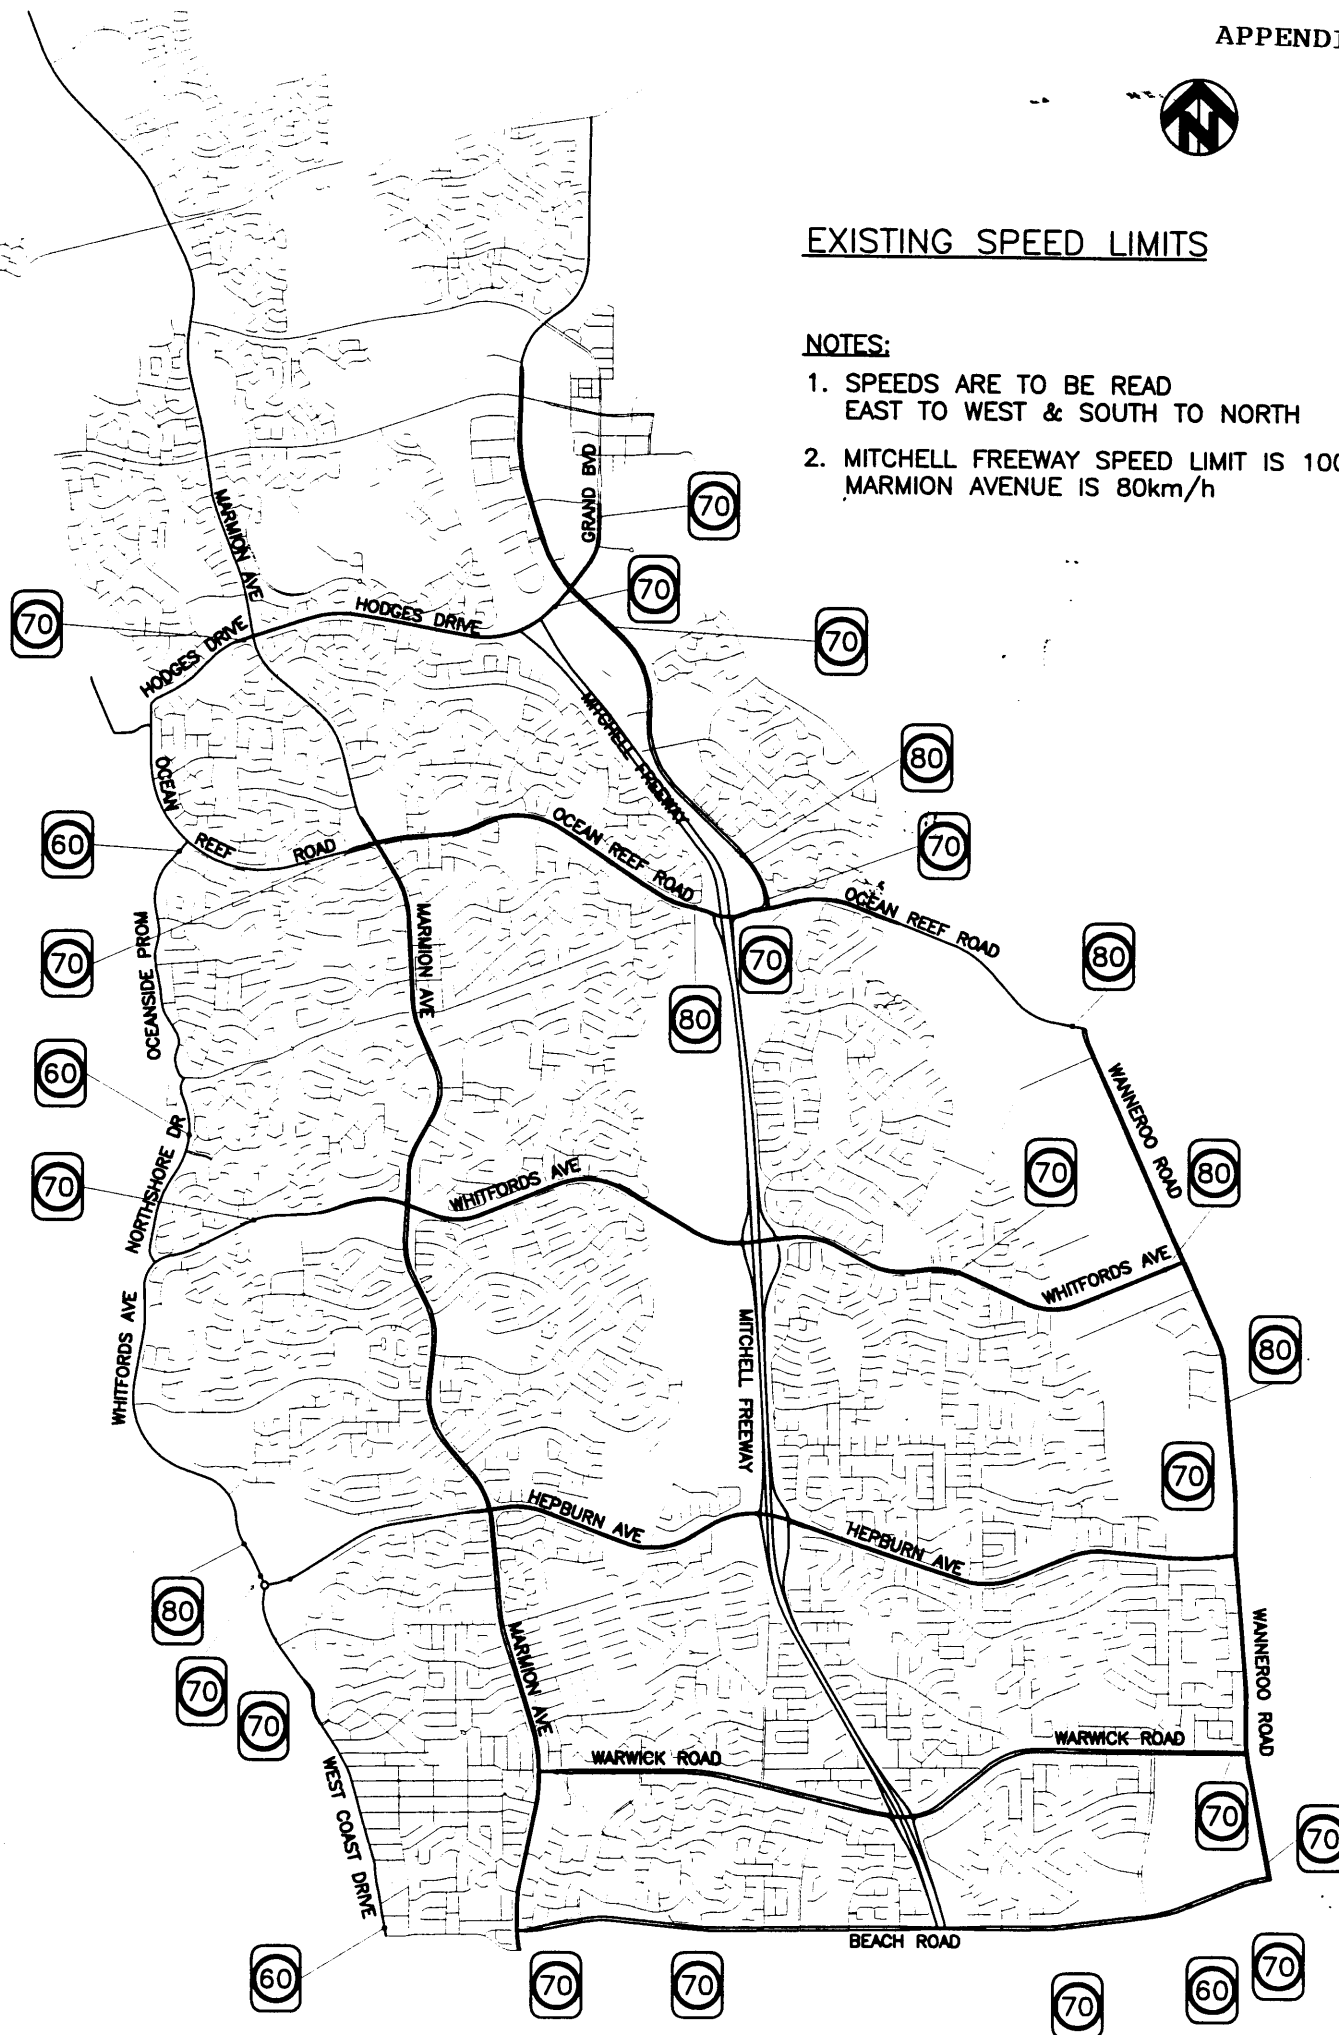 APPENDI
N
EXISTING SPEED LIMITS
NOTES:
1. SPEEDS ARE TO BE READ
EAST TO WEST & SOUTH TO NORTH
2. MITCHELL FREEWAY SPEED LIMIT IS 100
MARMION AVENUE IS 80km/h
GRAND BVD
70
MARMION AVE
70
70
HODGES DRIVE
HODGES DRIVE
70
MITCHELL FREEWAY
80
OCEAN
REEF
ROAD
60
OCEAN REEF ROAD
70
OCEAN REEF ROAD
OCEANSIDE PROM
70
MARMION AVE
70
80
80
60
WANNEROO ROAD
NORTHSHORE DR
70
WHITFORDS AVE
70
80
WHITFORDS AVE
WHITFORDS AVE
MITCHELL FREEWAY
80
70
HEPBURN AVE
HEPBURN AVE
80
70
70
MARMION AVE
WANNEROO ROAD
WARWICK ROAD
WARWICK ROAD
WEST COAST DRIVE
70
70
BEACH ROAD
60
70
70
70
60
70